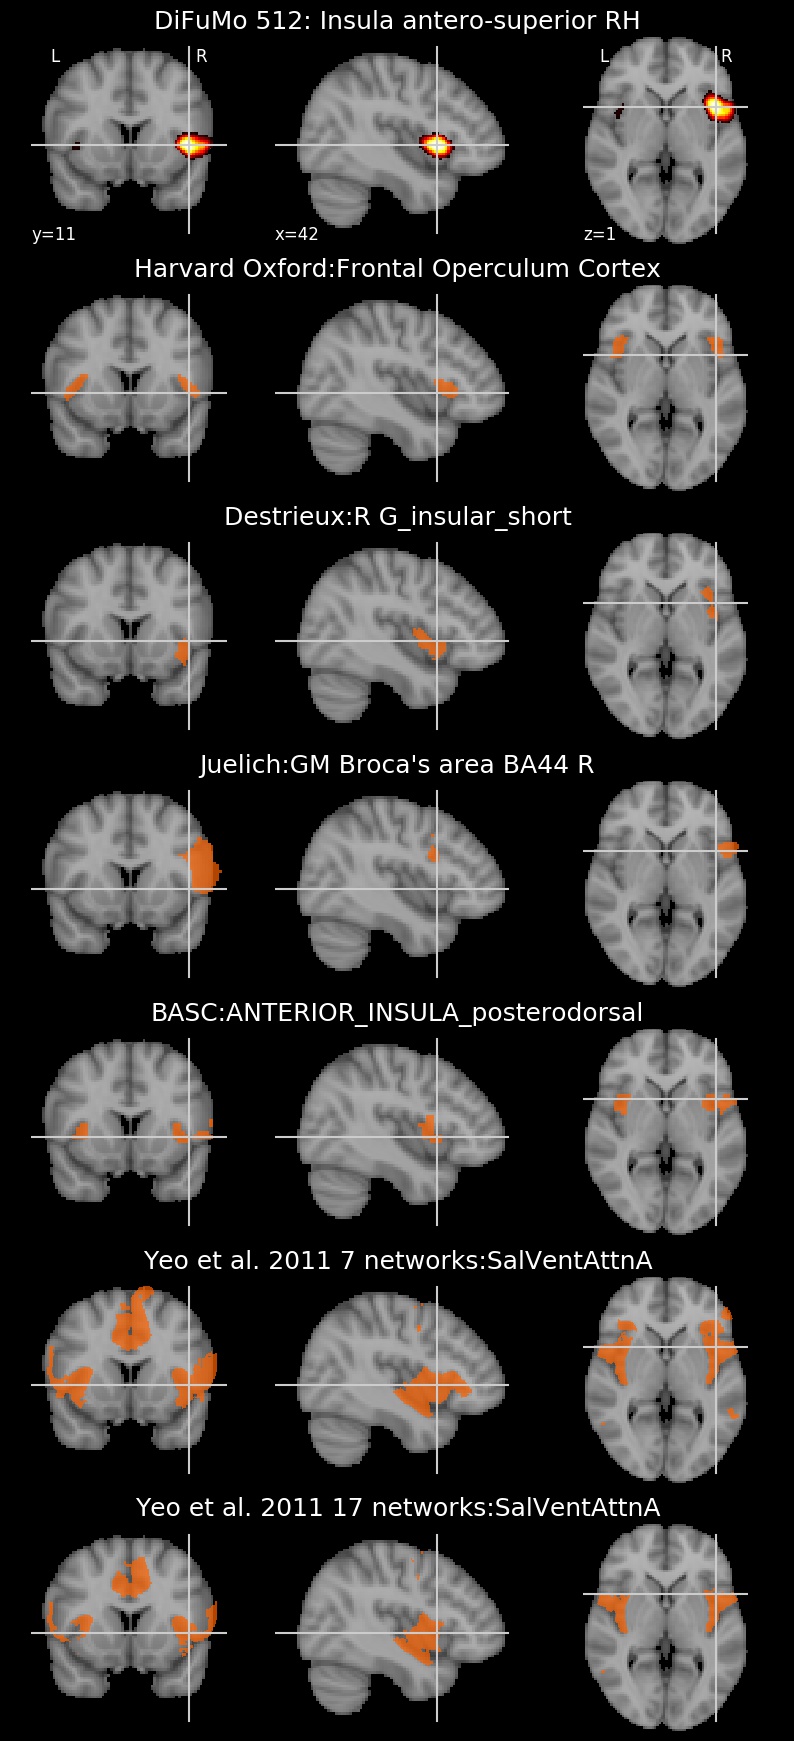 DiFuMo 512: Insula antero-superior RH
L R L R
y=11 x=42 z=1
Harvard Oxford:Frontal Operculum Cortex
Destrieux:R G_insular_short
Juelich:GM Broca's area BA44 R
BASC:ANTERIOR_INSULA_posterodorsal
Yeo et al. 2011 7 networks:SalVentAttnA
Yeo et al. 2011 17 networks:SalVentAttnA